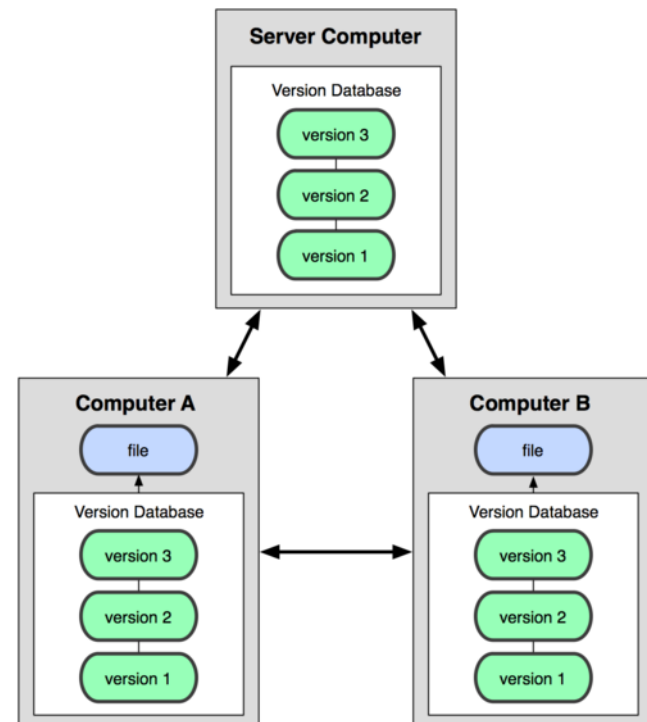 Server Computer
Version Database
version 3
version 2
version 1
Computer A
file
Version Database
version 3
version 2
version 1
Computer B
file
Version Database
version 3
version 2
version 1